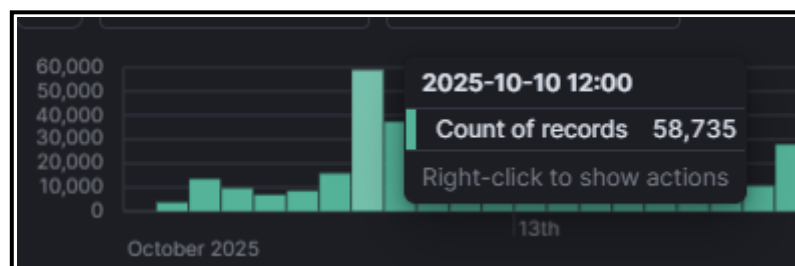 60,000
50,000
40,000
30,000
20,000
10,000
0
2025-10-10 12:00
Count of records 58,735
Right-click to show actions
13th
October 2025